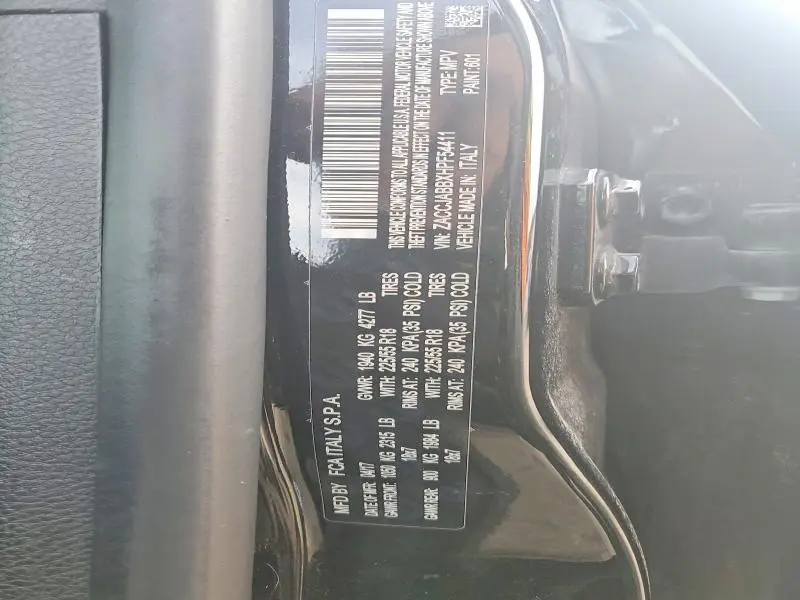 MFD BY FCA ITALY S.P.A.
DATE OF MFR: 04/17 GVWR: 1940 KG 4277 LB
GAWR FRONT: 1050 KG 2315 LB WITH: 225/55 R18 TIRES
18x7 RIMS AT: 240 KPA(35 PSI) COLD
GAWR REAR: 900 KG 1984 LB WITH: 225/55 R18 TIRES
18x7 RIMS AT: 240 KPA(35 PSI) COLD
THIS VEHICLE CONFORMS TO ALL APPLICABLE U.S.A. FEDERAL MOTOR VEHICLE SAFETY AND
THEFT PREVENTION STANDARDS IN EFFECT ON THE DATE OF MANUFACTURE SHOWN ABOVE
VIN: ZACCJABBXHPF54411 TYPE: MPV
VEHICLE MADE IN: ITALY PAINT: 601